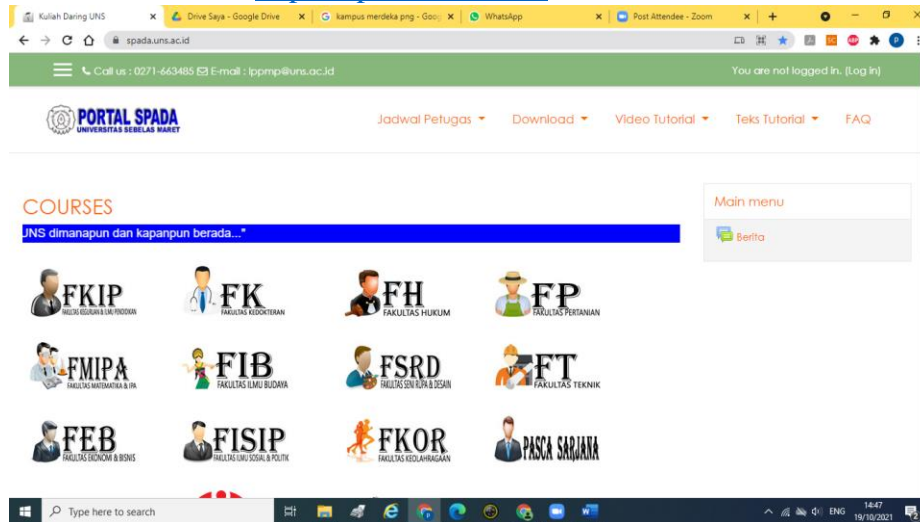 Kuliah Daring UNS
Drive Saya - Google Drive
kampus merdeka png - Goog
WhatsApp
Post Attendee - Zoom
spada.uns.ac.id
Call us : 0271-663485 E-mail : lppmp@uns.ac.id
You are not logged in. (Log in)
PORTAL SPADA
UNIVERSITAS SEBELAS MARET
Jadwal Petugas
Download
Video Tutorial
Teks Tutorial
FAQ
COURSES
UNS dimanapun dan kapanpun berada..."
Main menu
Berita
FKIP
FAKULTAS KEGURUAN & ILMU PENDIDIKAN
FK
FAKULTAS KEDOKTERAN
FH
FAKULTAS HUKUM
FP
FAKULTAS PERTANIAN
FMIPA
FAKULTAS MATEMATIKA & IPA
FIB
FAKULTAS ILMU BUDAYA
FSRD
FAKULTAS SENI RUPA & DESAIN
FT
FAKULTAS TEKNIK
FEB
FAKULTAS EKONOMI & BISNIS
FISIP
FAKULTAS ILMU SOSIAL & POLITIK
FKOR
FAKULTAS KEOLAHRAGAAN
PASCA SARJANA
Type here to search
ENG
14:47
19/10/2021